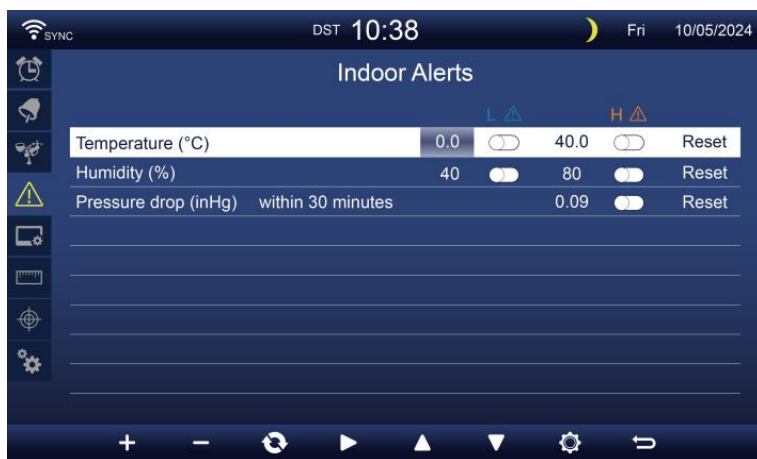 SYNC DST 10:38 Fri 10/05/2024
Indoor Alerts
L H
Temperature (°C) 0.0 40.0 Reset
Humidity (%) 40 80 Reset
Pressure drop (inHg) within 30 minutes 0.09 Reset